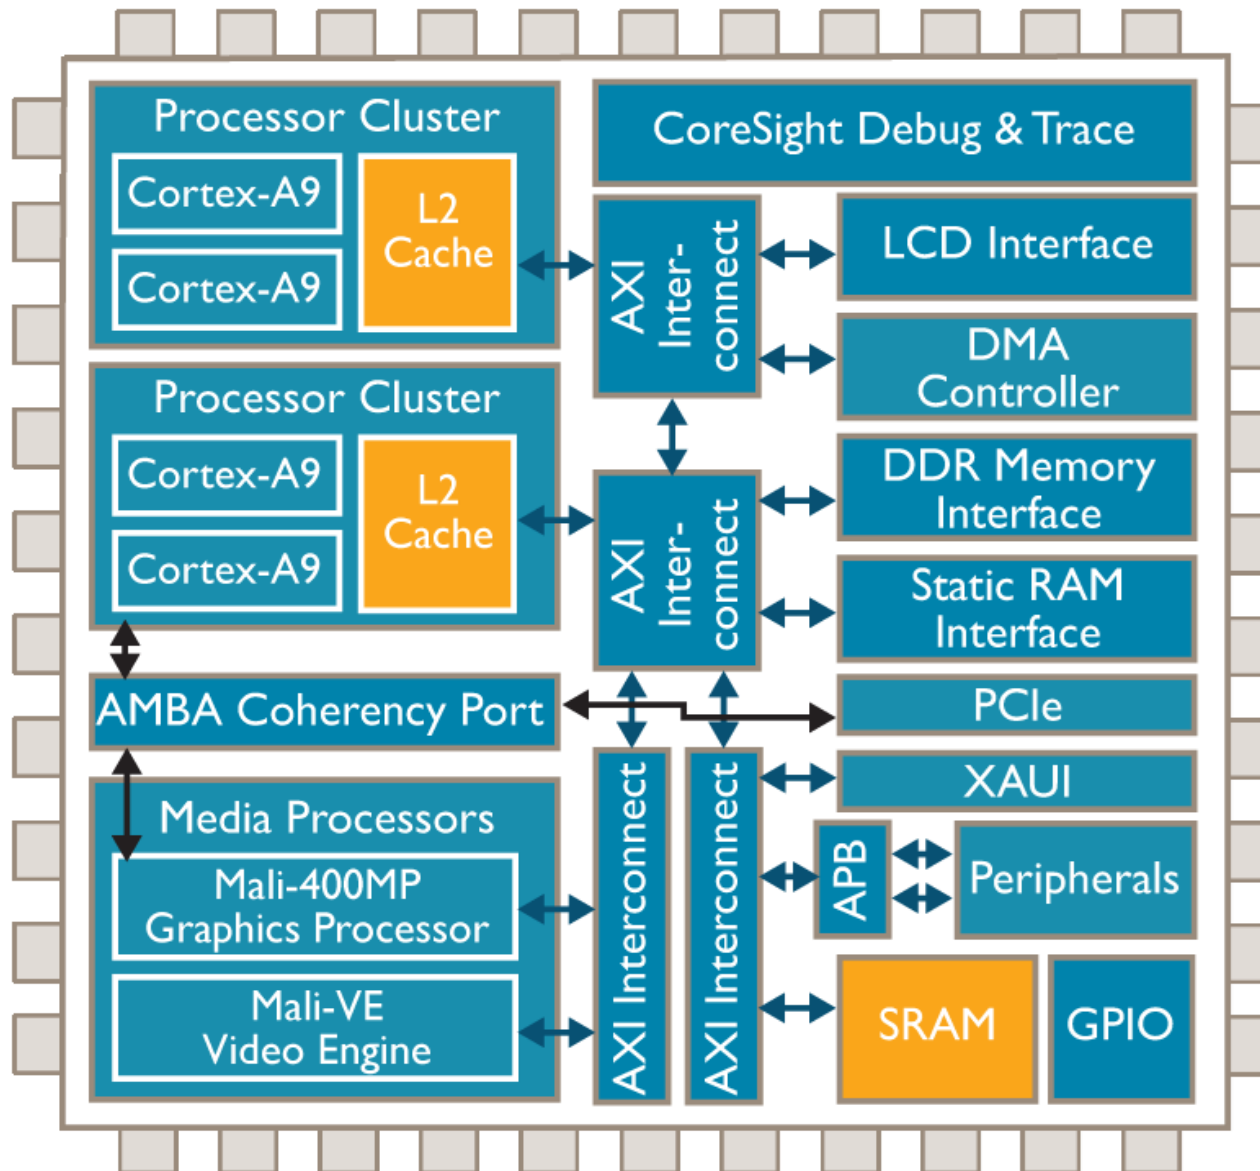 Processor Cluster
Cortex-A9
Cortex-A9
L2
Cache
Processor Cluster
Cortex-A9
Cortex-A9
L2
Cache
AMBA Coherency Port
Media Processors
Mali-400MP
Graphics Processor
Mali-VE
Video Engine
CoreSight Debug & Trace
AXI
Inter-
connect
AXI
Inter-
connect
AXI Interconnect
AXI Interconnect
LCD Interface
DMA
Controller
DDR Memory
Interface
Static RAM
Interface
PCIe
XAUI
APB
Peripherals
SRAM
GPIO